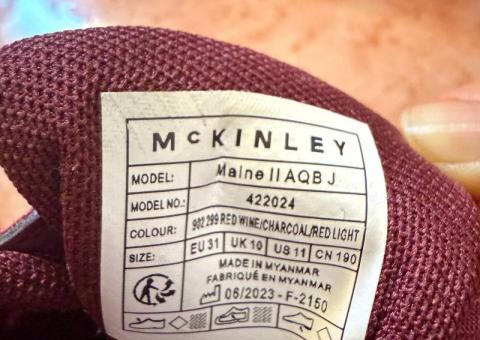 McKINLEY
MODEL: Maine II AQB J
MODEL NO.: 422024
COLOUR: 902 299 RED WINE/CHARCOAL/RED LIGHT
SIZE: EU 31 UK 10 US 11 CN 190
MADE IN MYANMAR
FABRIQUÉ EN MYANMAR
06/2023 - F-2150